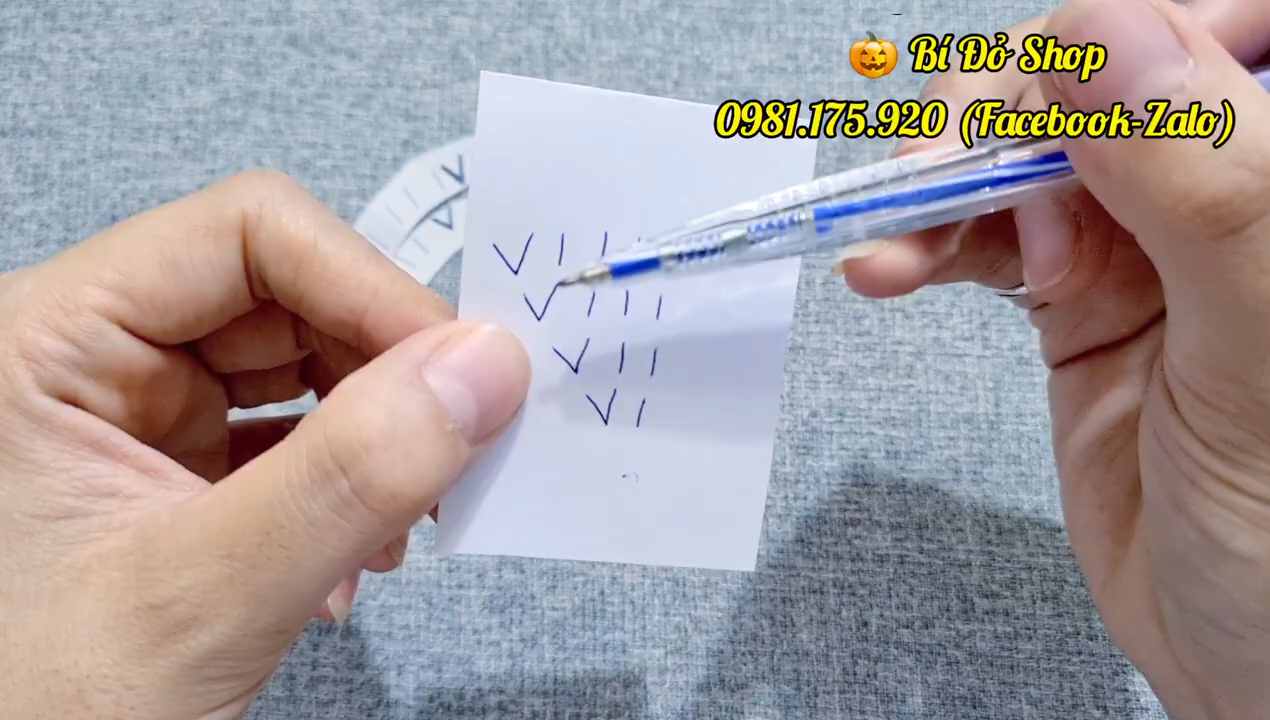 Bí Đỏ Shop
0981.175.920 (Facebook-Zalo)
V I I
V I I I
V I I
V I